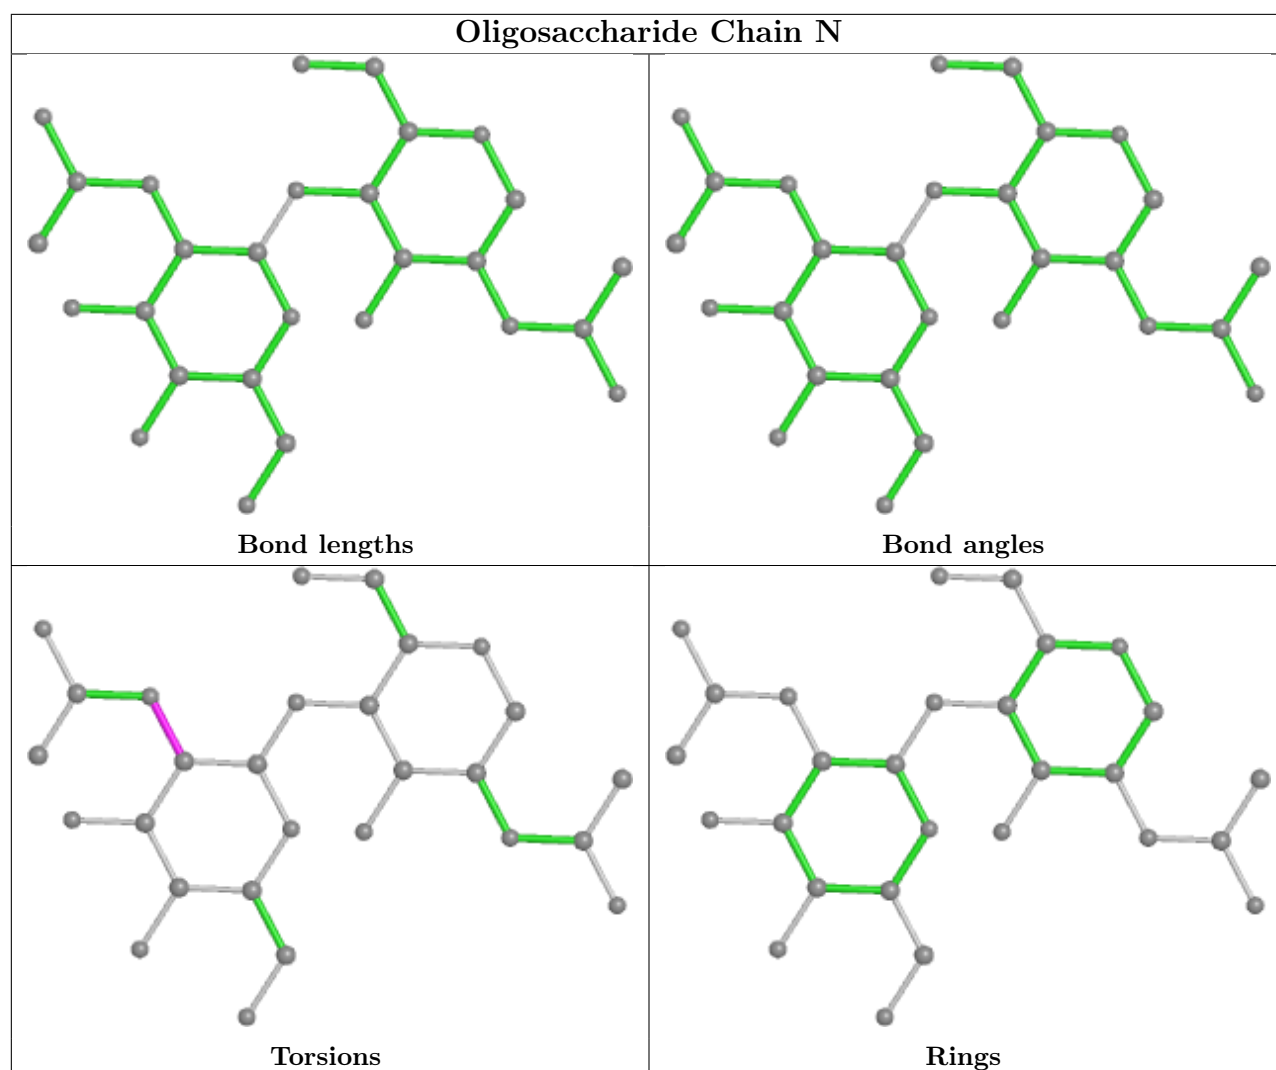 Oligosaccharide Chain N
Bond lengths
Bond angles
Torsions
Rings